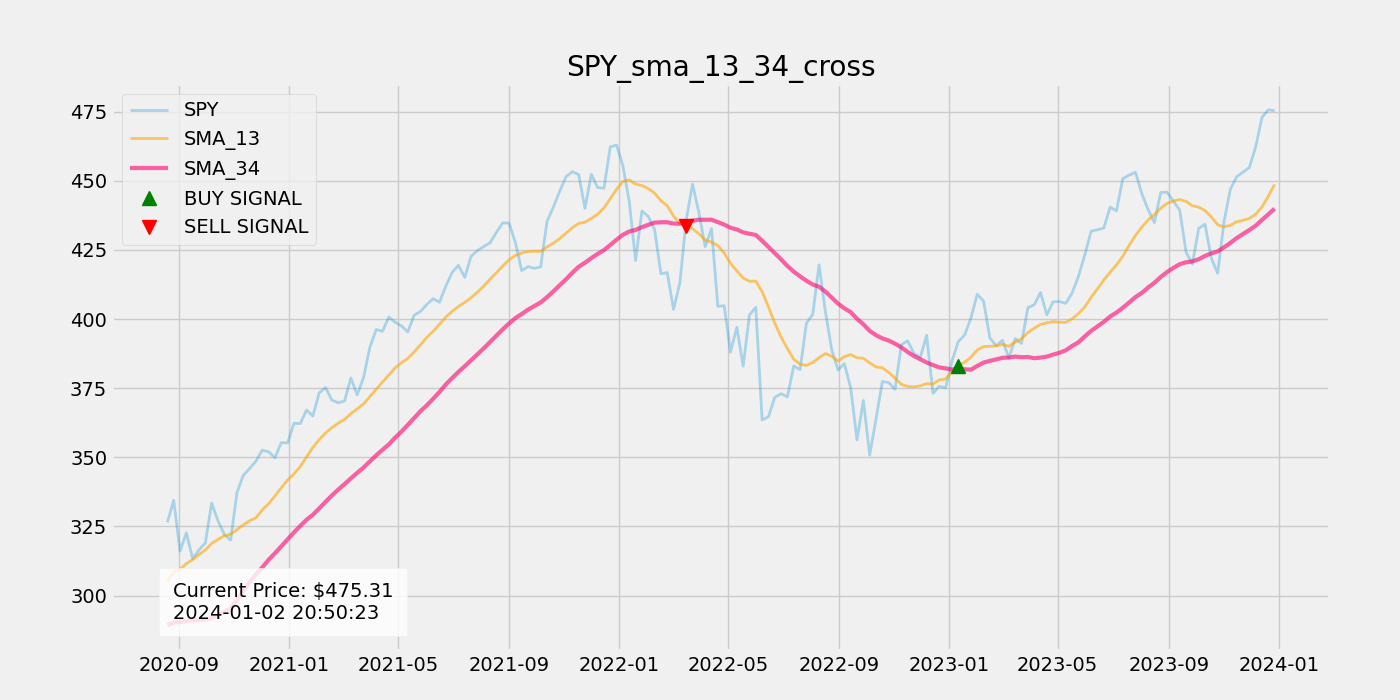 SPY_sma_13_34_cross
SPY
SMA_13
SMA_34
BUY SIGNAL
SELL SIGNAL
475
450
425
400
375
350
325
300
Current Price: $475.31
2024-01-02 20:50:23
2020-09 2021-01 2021-05 2021-09 2022-01 2022-05 2022-09 2023-01 2023-05 2023-09 2024-01